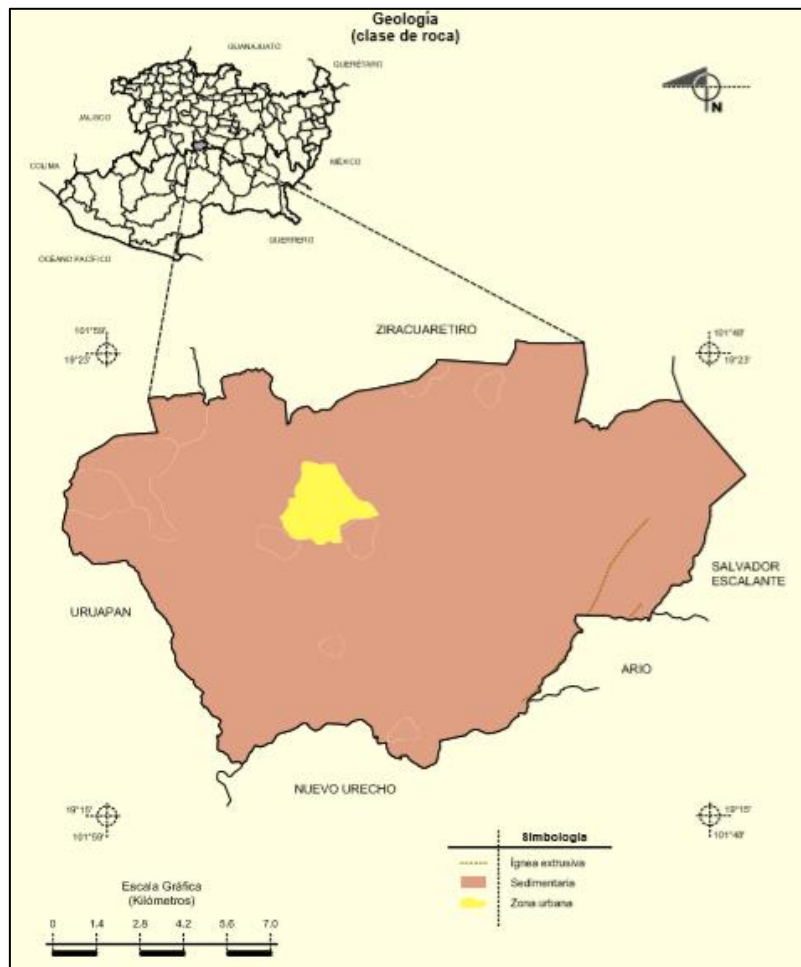 Geología
(clase de roca)
GUANAJUATO
QUERÉTARO
N
JALISCO
COLIMA
MÉXICO
GUERRERO
OCÉANO PACÍFICO
101°59'
19°23'
ZIRACUARETIRO
101°48'
19°23'
SALVADOR
ESCALANTE
URUAPAN
ARIO
NUEVO URECHO
19°15'
101°59'
19°15'
101°48'
Simbología
Ígnea extrusiva
Sedimentaria
Zona urbana
Escala Gráfica
(Kilómetros)
0 1.4 2.8 4.2 5.6 7.0